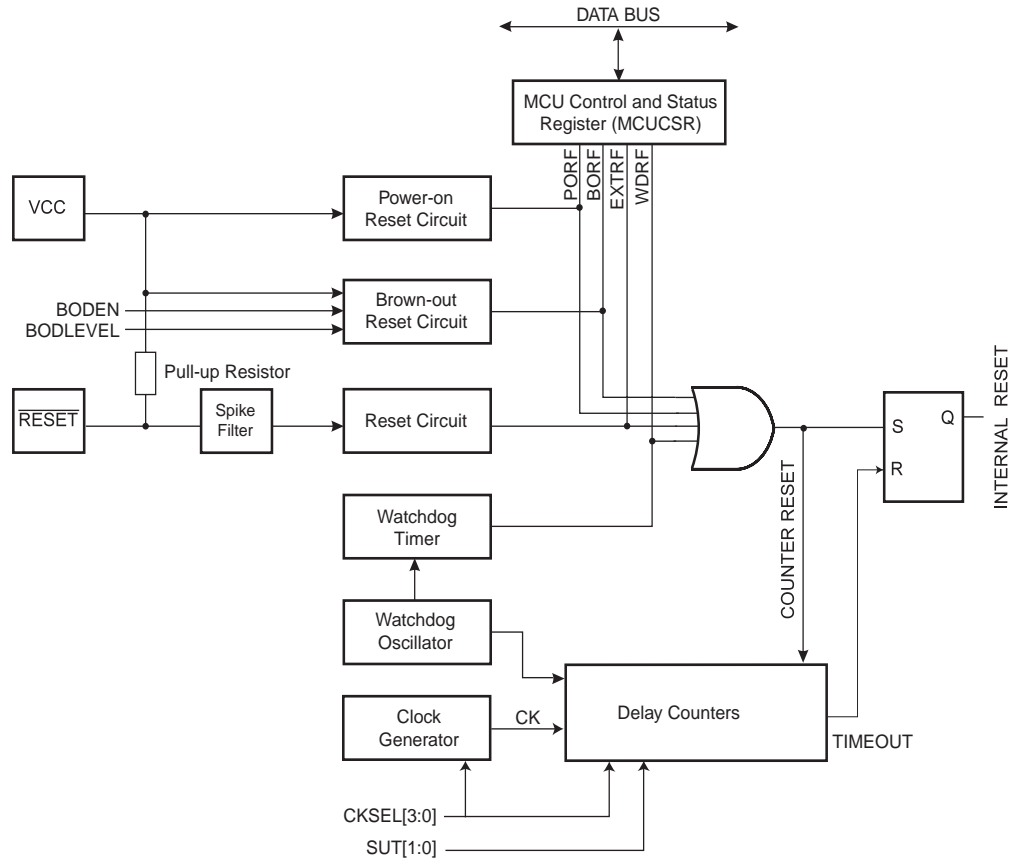 DATA BUS
MCU Control and Status
Register (MCUCSR)
PORF
BORF
EXTRF
WDRF
VCC
Power-on
Reset Circuit
BODEN
BODLEVEL
Brown-out
Reset Circuit
Pull-up Resistor
RESET
Spike
Filter
Reset Circuit
S
Q
R
INTERNAL RESET
COUNTER RESET
Watchdog
Timer
Watchdog
Oscillator
Clock
Generator
CK
Delay Counters
TIMEOUT
CKSEL[3:0]
SUT[1:0]